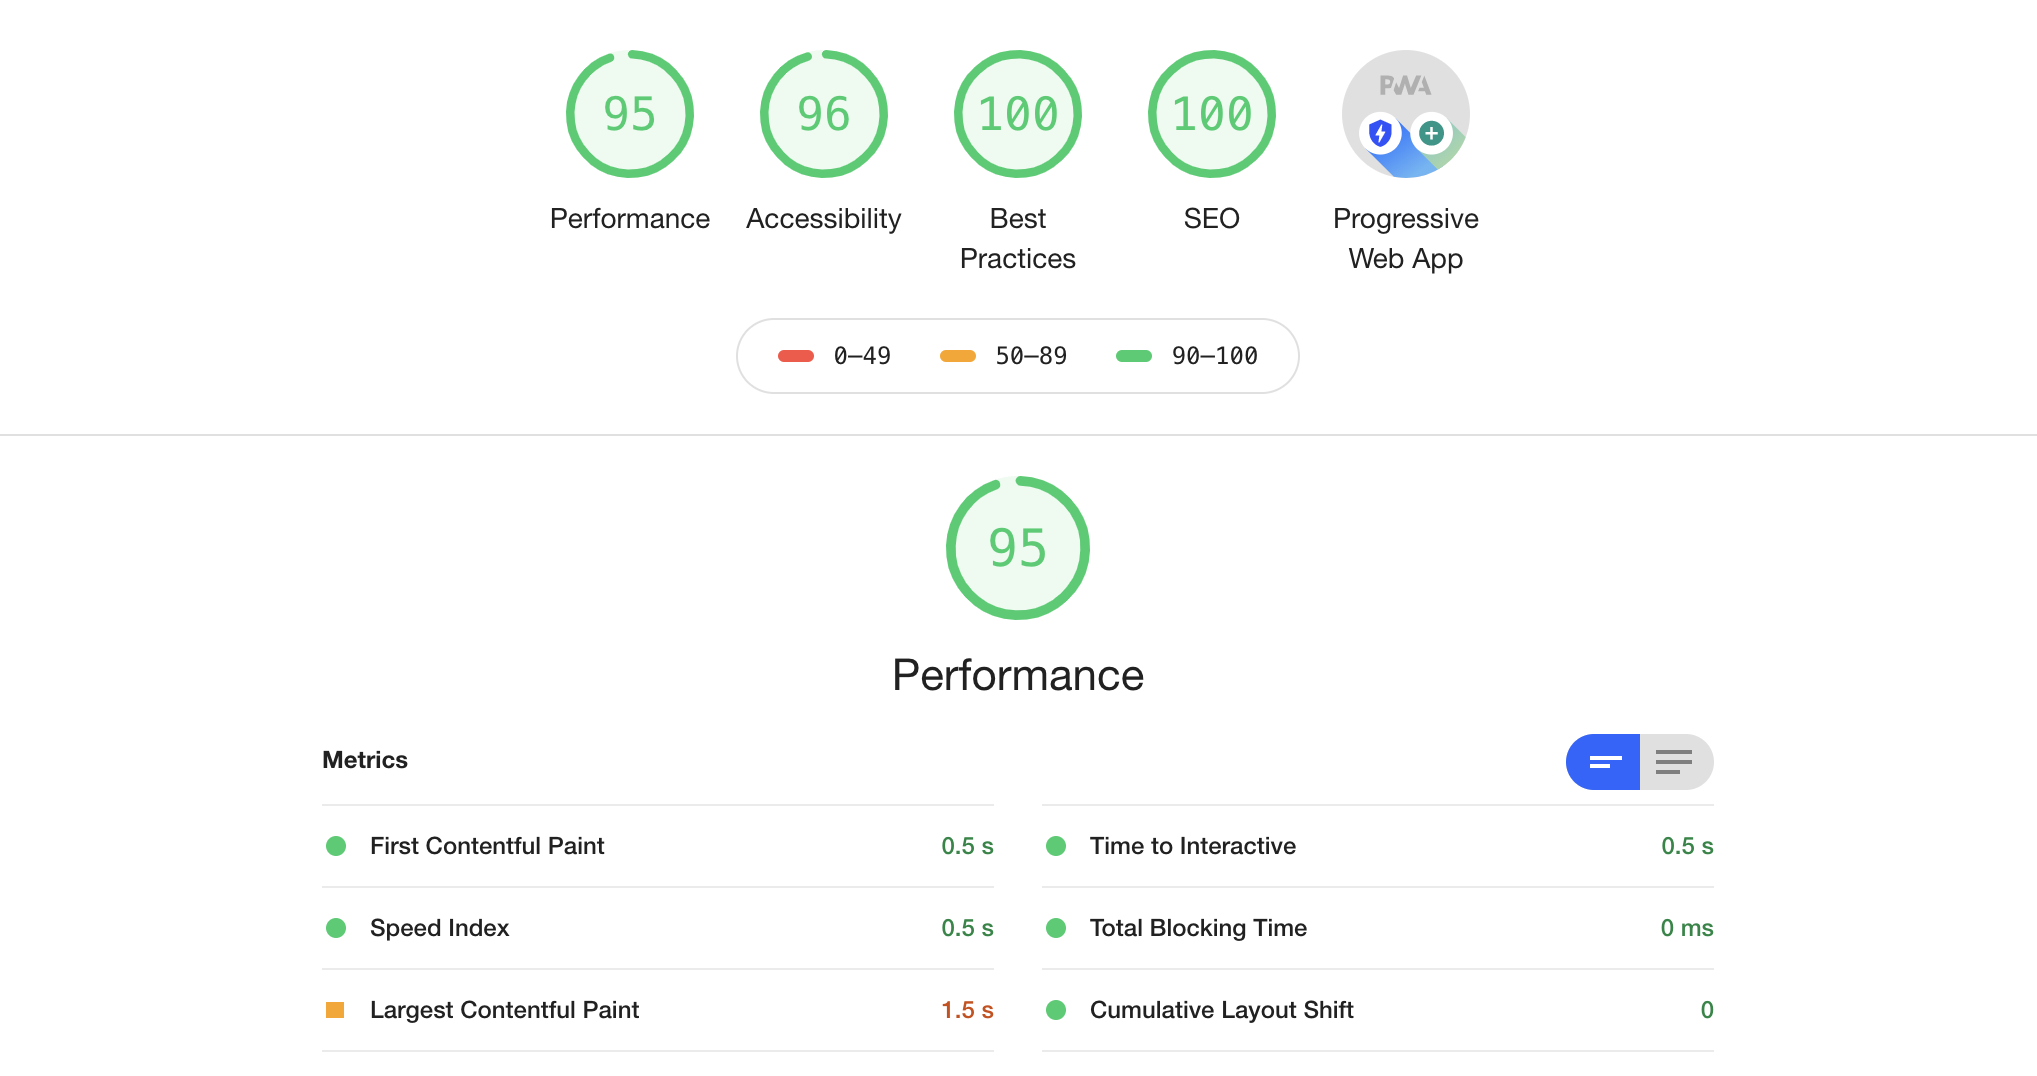 95
96
100
100
PWA
Performance
Accessibility
Best
Practices
SEO
Progressive
Web App
0–49
50–89
90–100
95
Performance
Metrics
First Contentful Paint
0.5 s
Time to Interactive
0.5 s
Speed Index
0.5 s
Total Blocking Time
0 ms
Largest Contentful Paint
1.5 s
Cumulative Layout Shift
0